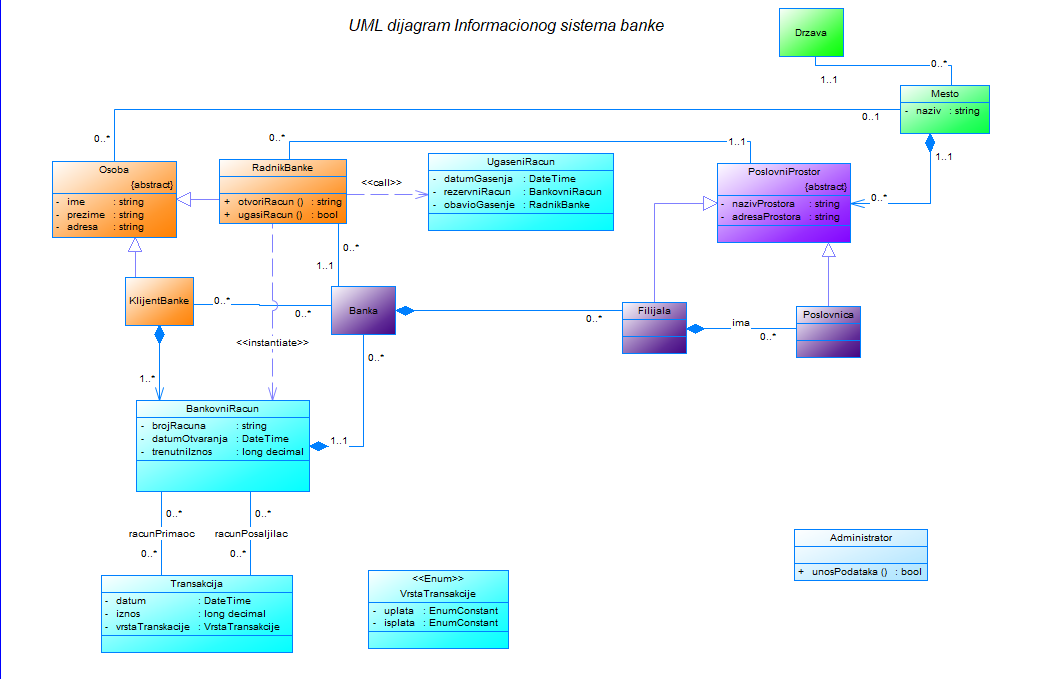 UML dijagram Informacionog sistema banke
Drzava
0..*
1..1
Mesto
- naziv : string
0..1
1..1
0..*
Osoba
{abstract}
- ime : string
- prezime : string
- adresa : string
0..*
RadnikBanke
+ otvoriRacun () : string
+ ugasiRacun () : bool
<<call>>
UgaseniRacun
- datumGasenja : DateTime
- rezervniRacun : BankovniRacun
- obavioGasenje : RadnikBanke
1..1
PoslovniProstor
{abstract}
- nazivProstora : string
- adresaProstora : string
0..*
0..*
1..1
KlijentBanke
0..*
0..*
Banka
0..*
Filijala
ima
0..*
Poslovnica
<<instantiate>>
0..*
1..*
BankovniRacun
- brojRacuna : string
- datumOtvaranja : DateTime
- trenutniIznos : long decimal
1..1
0..*
0..*
racunPrimaoc
racunPosaljilac
0..*
0..*
Transakcija
- datum : DateTime
- iznos : long decimal
- vrstaTranskacije : VrstaTransakcije
<<Enum>>
VrstaTransakcije
- uplata : EnumConstant
- isplata : EnumConstant
Administrator
+ unosPodataka () : bool